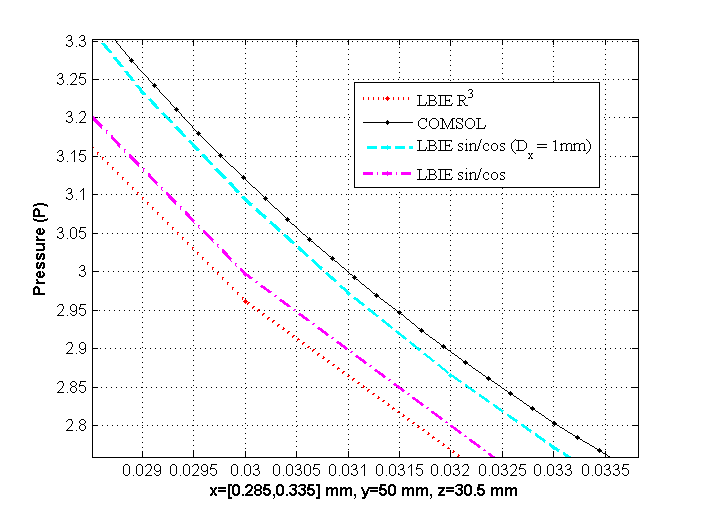 3.3
3.25
3.2
3.15
3.1
3.05
3
2.95
2.9
2.85
2.8
Pressure (P)
LBIE R³
COMSOL
LBIE sin/cos (Dₓ = 1mm)
LBIE sin/cos
0.029 0.0295 0.03 0.0305 0.031 0.0315 0.032 0.0325 0.033 0.0335
x=[0.285,0.335] mm, y=50 mm, z=30.5 mm